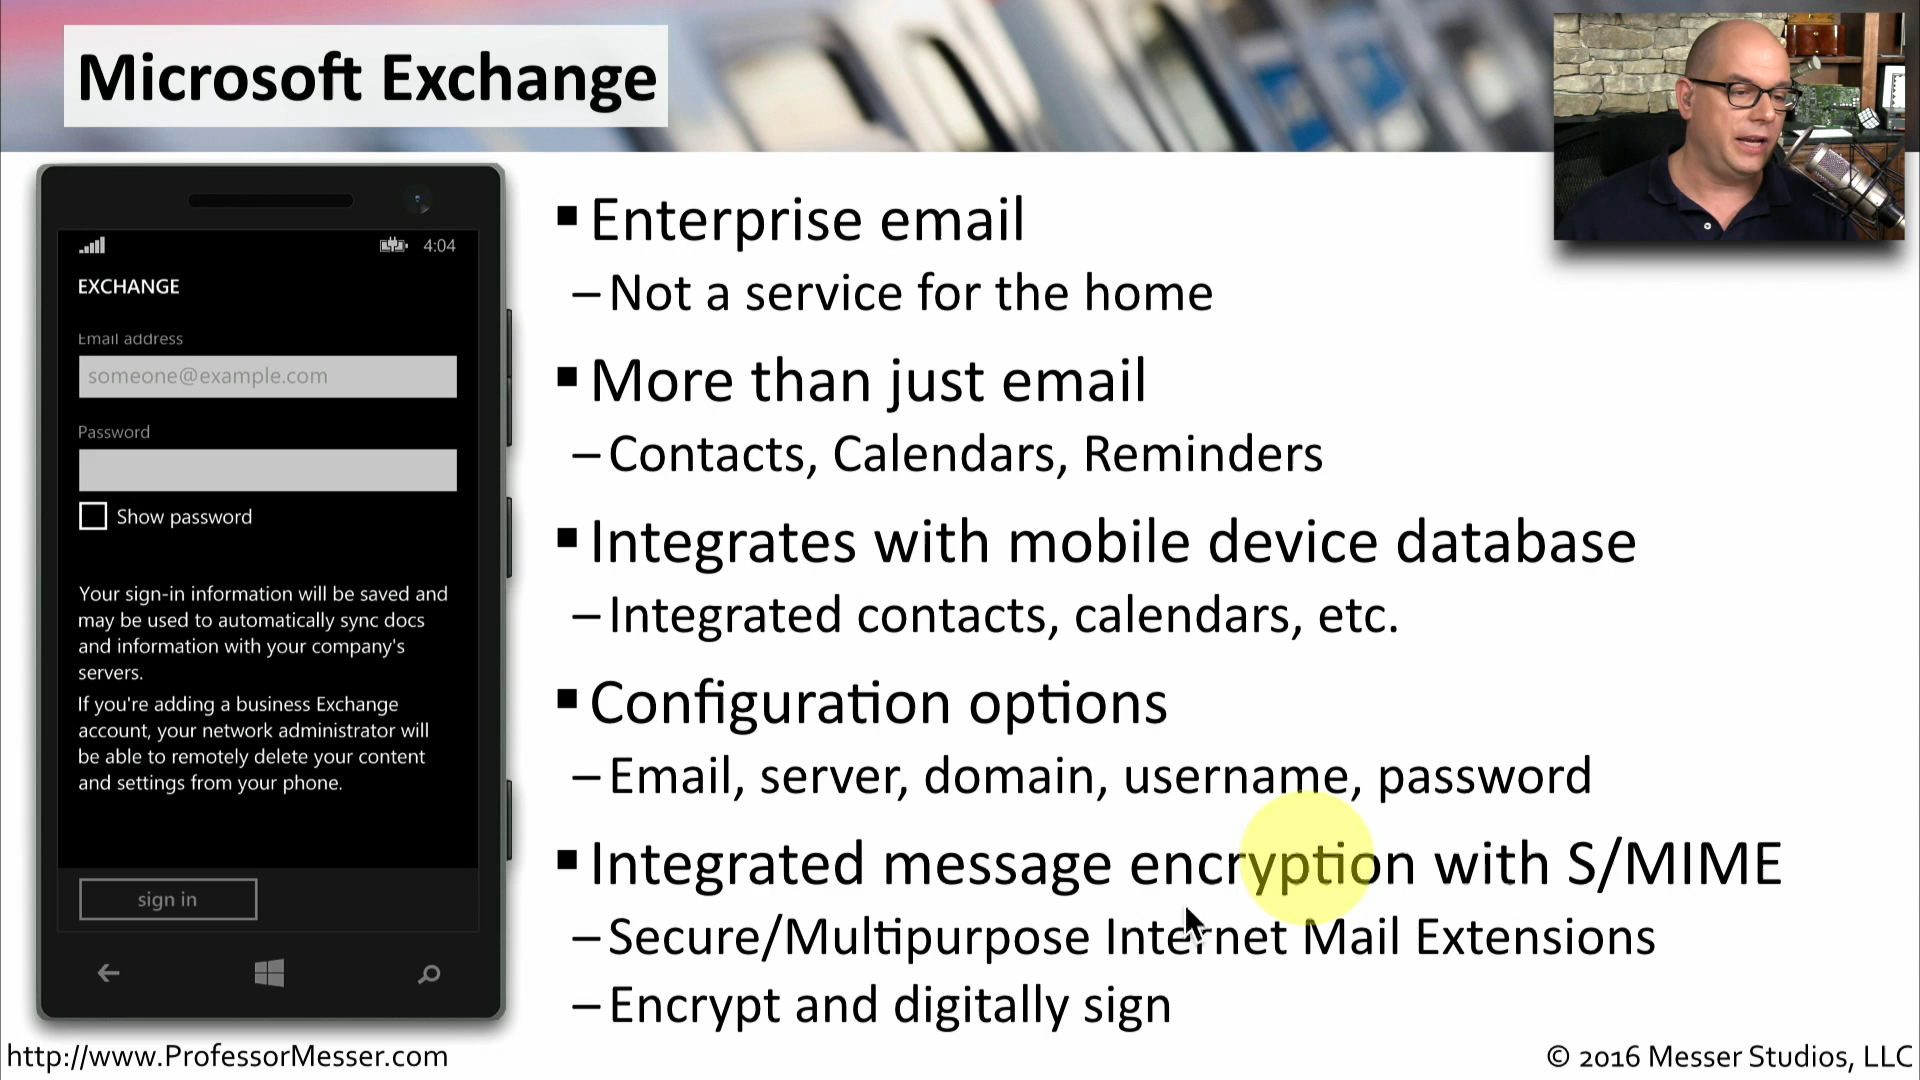 Microsoft Exchange
4:04
EXCHANGE
Email address
someone@example.com
Password
Show password
Your sign-in information will be saved and
may be used to automatically sync docs
and information with your company's
servers.
If you're adding a business Exchange
account, your network administrator will
be able to remotely delete your content
and settings from your phone.
sign in
▪ Enterprise email
– Not a service for the home
▪ More than just email
– Contacts, Calendars, Reminders
▪ Integrates with mobile device database
– Integrated contacts, calendars, etc.
▪ Configuration options
– Email, server, domain, username, password
▪ Integrated message encryption with S/MIME
– Secure/Multipurpose Internet Mail Extensions
– Encrypt and digitally sign
http://www.ProfessorMesser.com
© 2016 Messer Studios, LLC